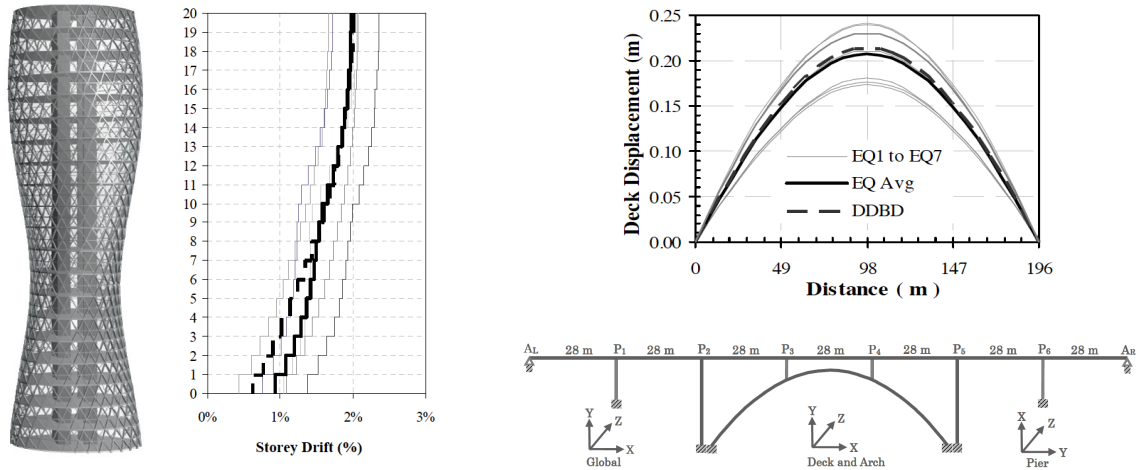 20
19
18
17
16
15
14
13
12
11
10
9
8
7
6
5
4
3
2
1
0
0% 1% 2% 3%
Storey Drift (%)
Deck Displacement (m)
0.25
0.20
0.15
0.10
0.05
0.00
EQ1 to EQ7
EQ Avg
DDBD
0 49 98 147 196
Distance ( m )
AL P1 P2 P3 P4 P5 P6 AR
28 m 28 m 28 m 28 m 28 m 28 m 28 m
Y Z X
Global
Y Z X
Deck and Arch
X Z Y
Pier